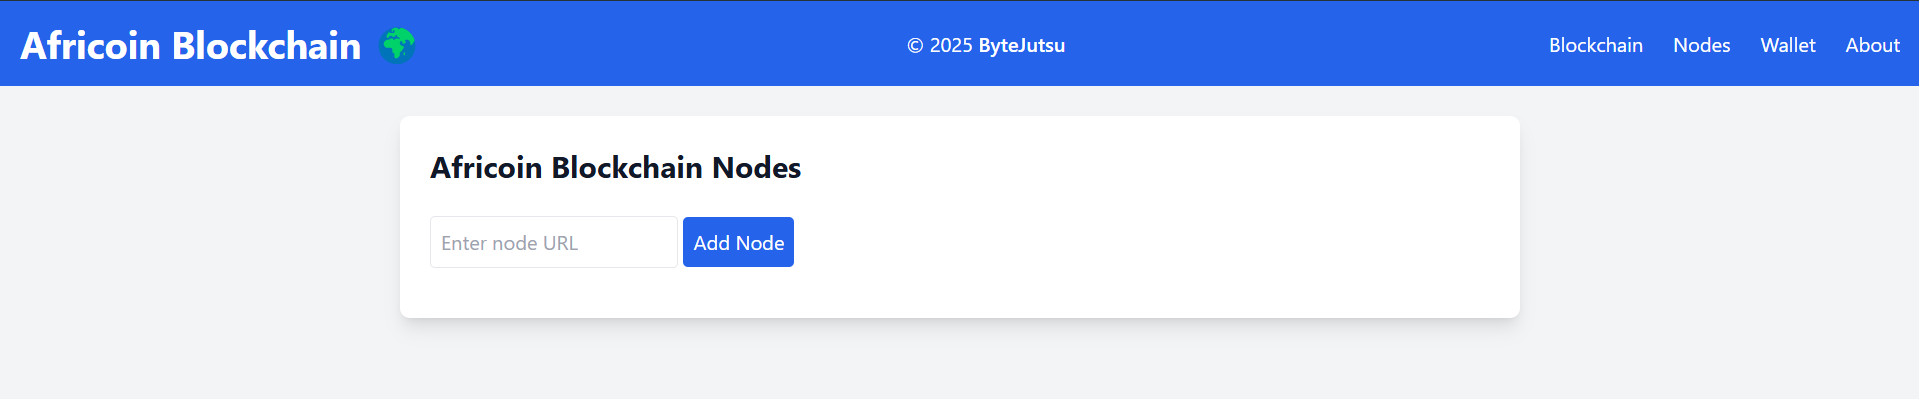 Africoin Blockchain 🌍
© 2025 ByteJutsu
Blockchain Nodes Wallet About
Africoin Blockchain Nodes
Enter node URL
Add Node